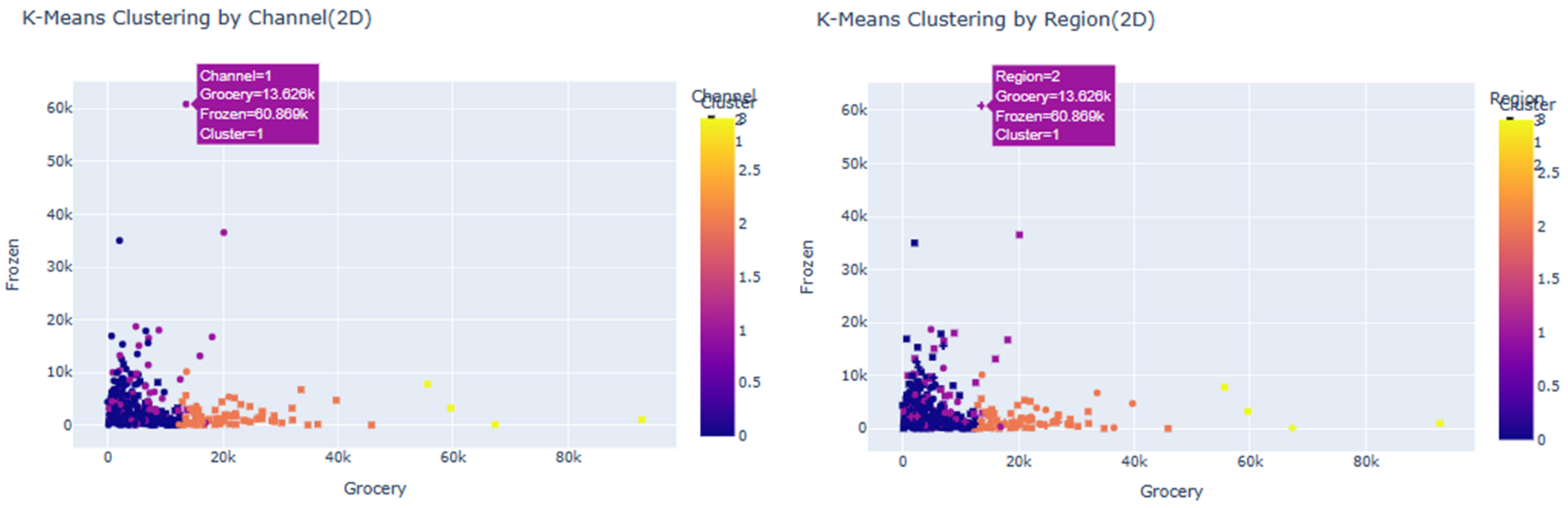 K-Means Clustering by Channel(2D)
Channel=1
Grocery=13.626k
Frozen=60.869k
Cluster=1
60k
50k
40k
30k
20k
10k
0
Frozen
0
20k
40k
60k
80k
Grocery
Channel
Cluster
2
3
1
2.5
2
1.5
1
0.5
0
K-Means Clustering by Region(2D)
Region=2
Grocery=13.626k
Frozen=60.869k
Cluster=1
60k
50k
40k
30k
20k
10k
0
Frozen
0
20k
40k
60k
80k
Grocery
Region
Cluster
3
1
2
2.5
2
1.5
1
0.5
0